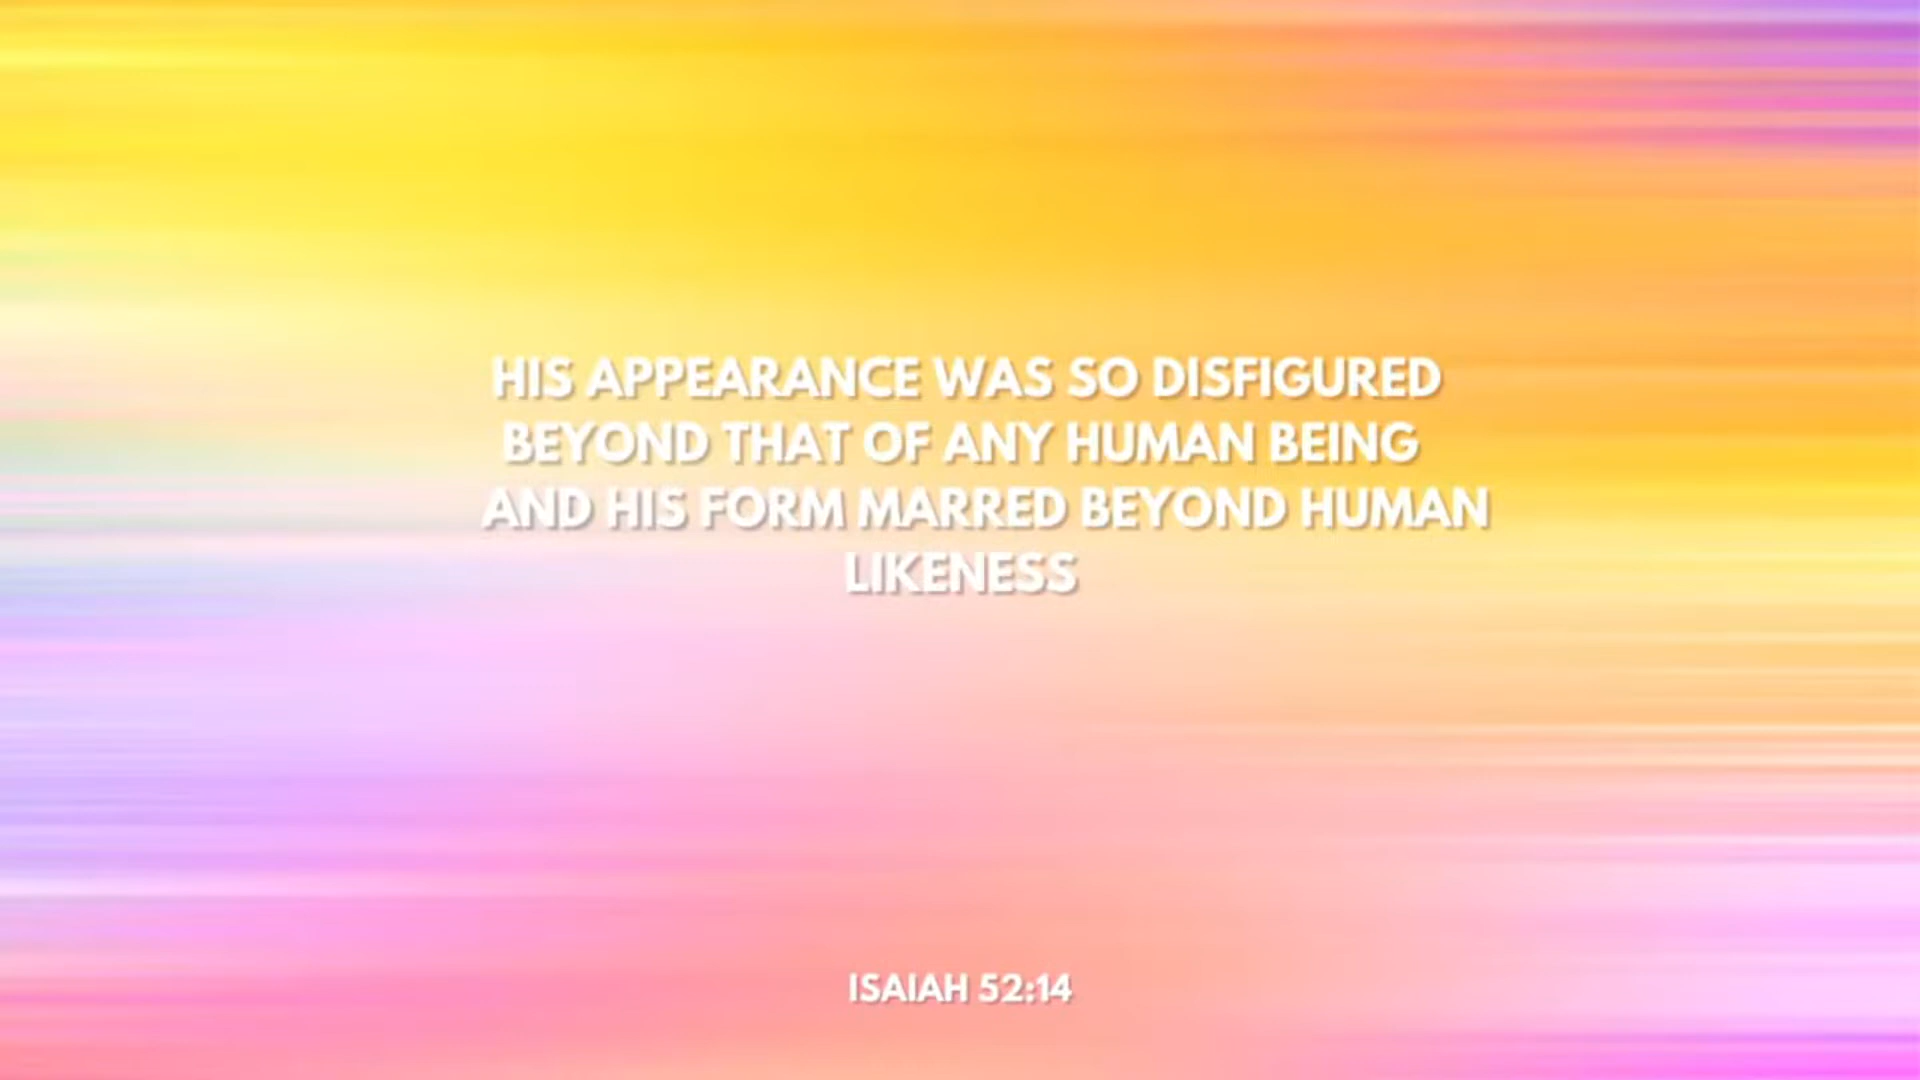 HIS APPEARANCE WAS SO DISFIGURED
BEYOND THAT OF ANY HUMAN BEING
AND HIS FORM MARRED BEYOND HUMAN
LIKENESS
ISAIAH 52:14